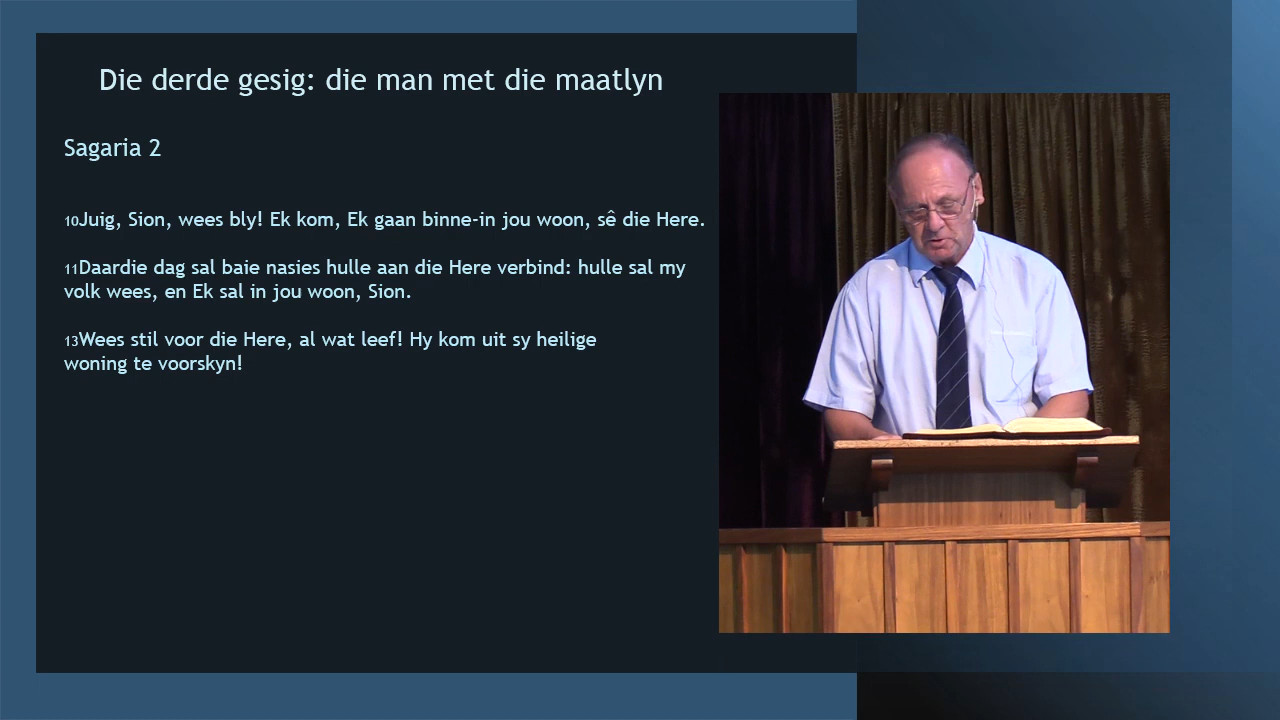 Die derde gesig: die man met die maatlyn
Sagaria 2
10Juig, Sion, wees bly! Ek kom, Ek gaan binne-in jou woon, sê die Here.
11Daardie dag sal baie nasies hulle aan die Here verbind: hulle sal my
volk wees, en Ek sal in jou woon, Sion.
13Wees stil voor die Here, al wat leef! Hy kom uit sy heilige
woning te voorskyn!